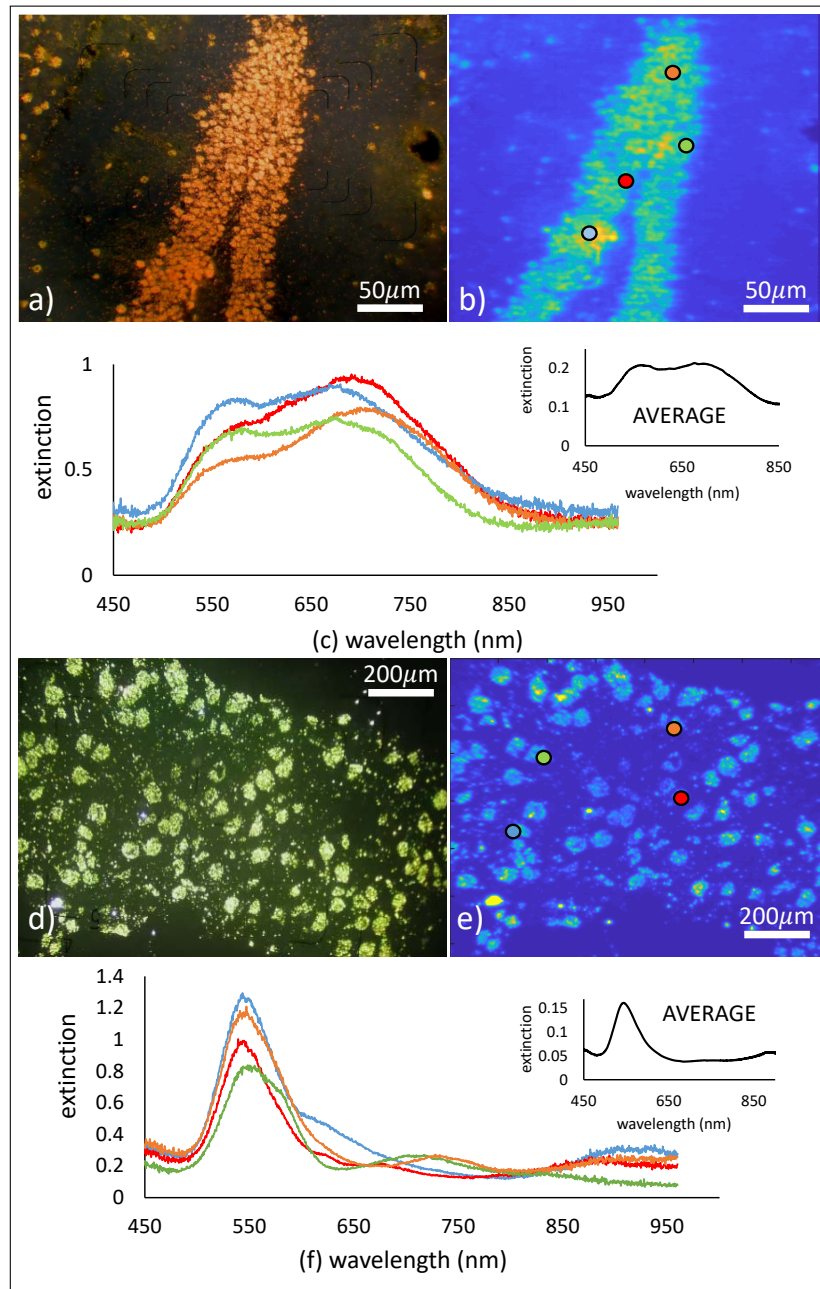 a)
50μm
b)
50μm
extinction
1
0.5
0
450
550
650
750
850
950
(c) wavelength (nm)
extinction
0.2
0.1
0
AVERAGE
450
650
850
wavelength (nm)
200μm
d)
e)
200μm
extinction
1.4
1.2
1
0.8
0.6
0.4
0.2
0
450
550
650
750
850
950
(f) wavelength (nm)
extinction
0.15
0.10
0.05
0
AVERAGE
450
650
850
wavelength (nm)